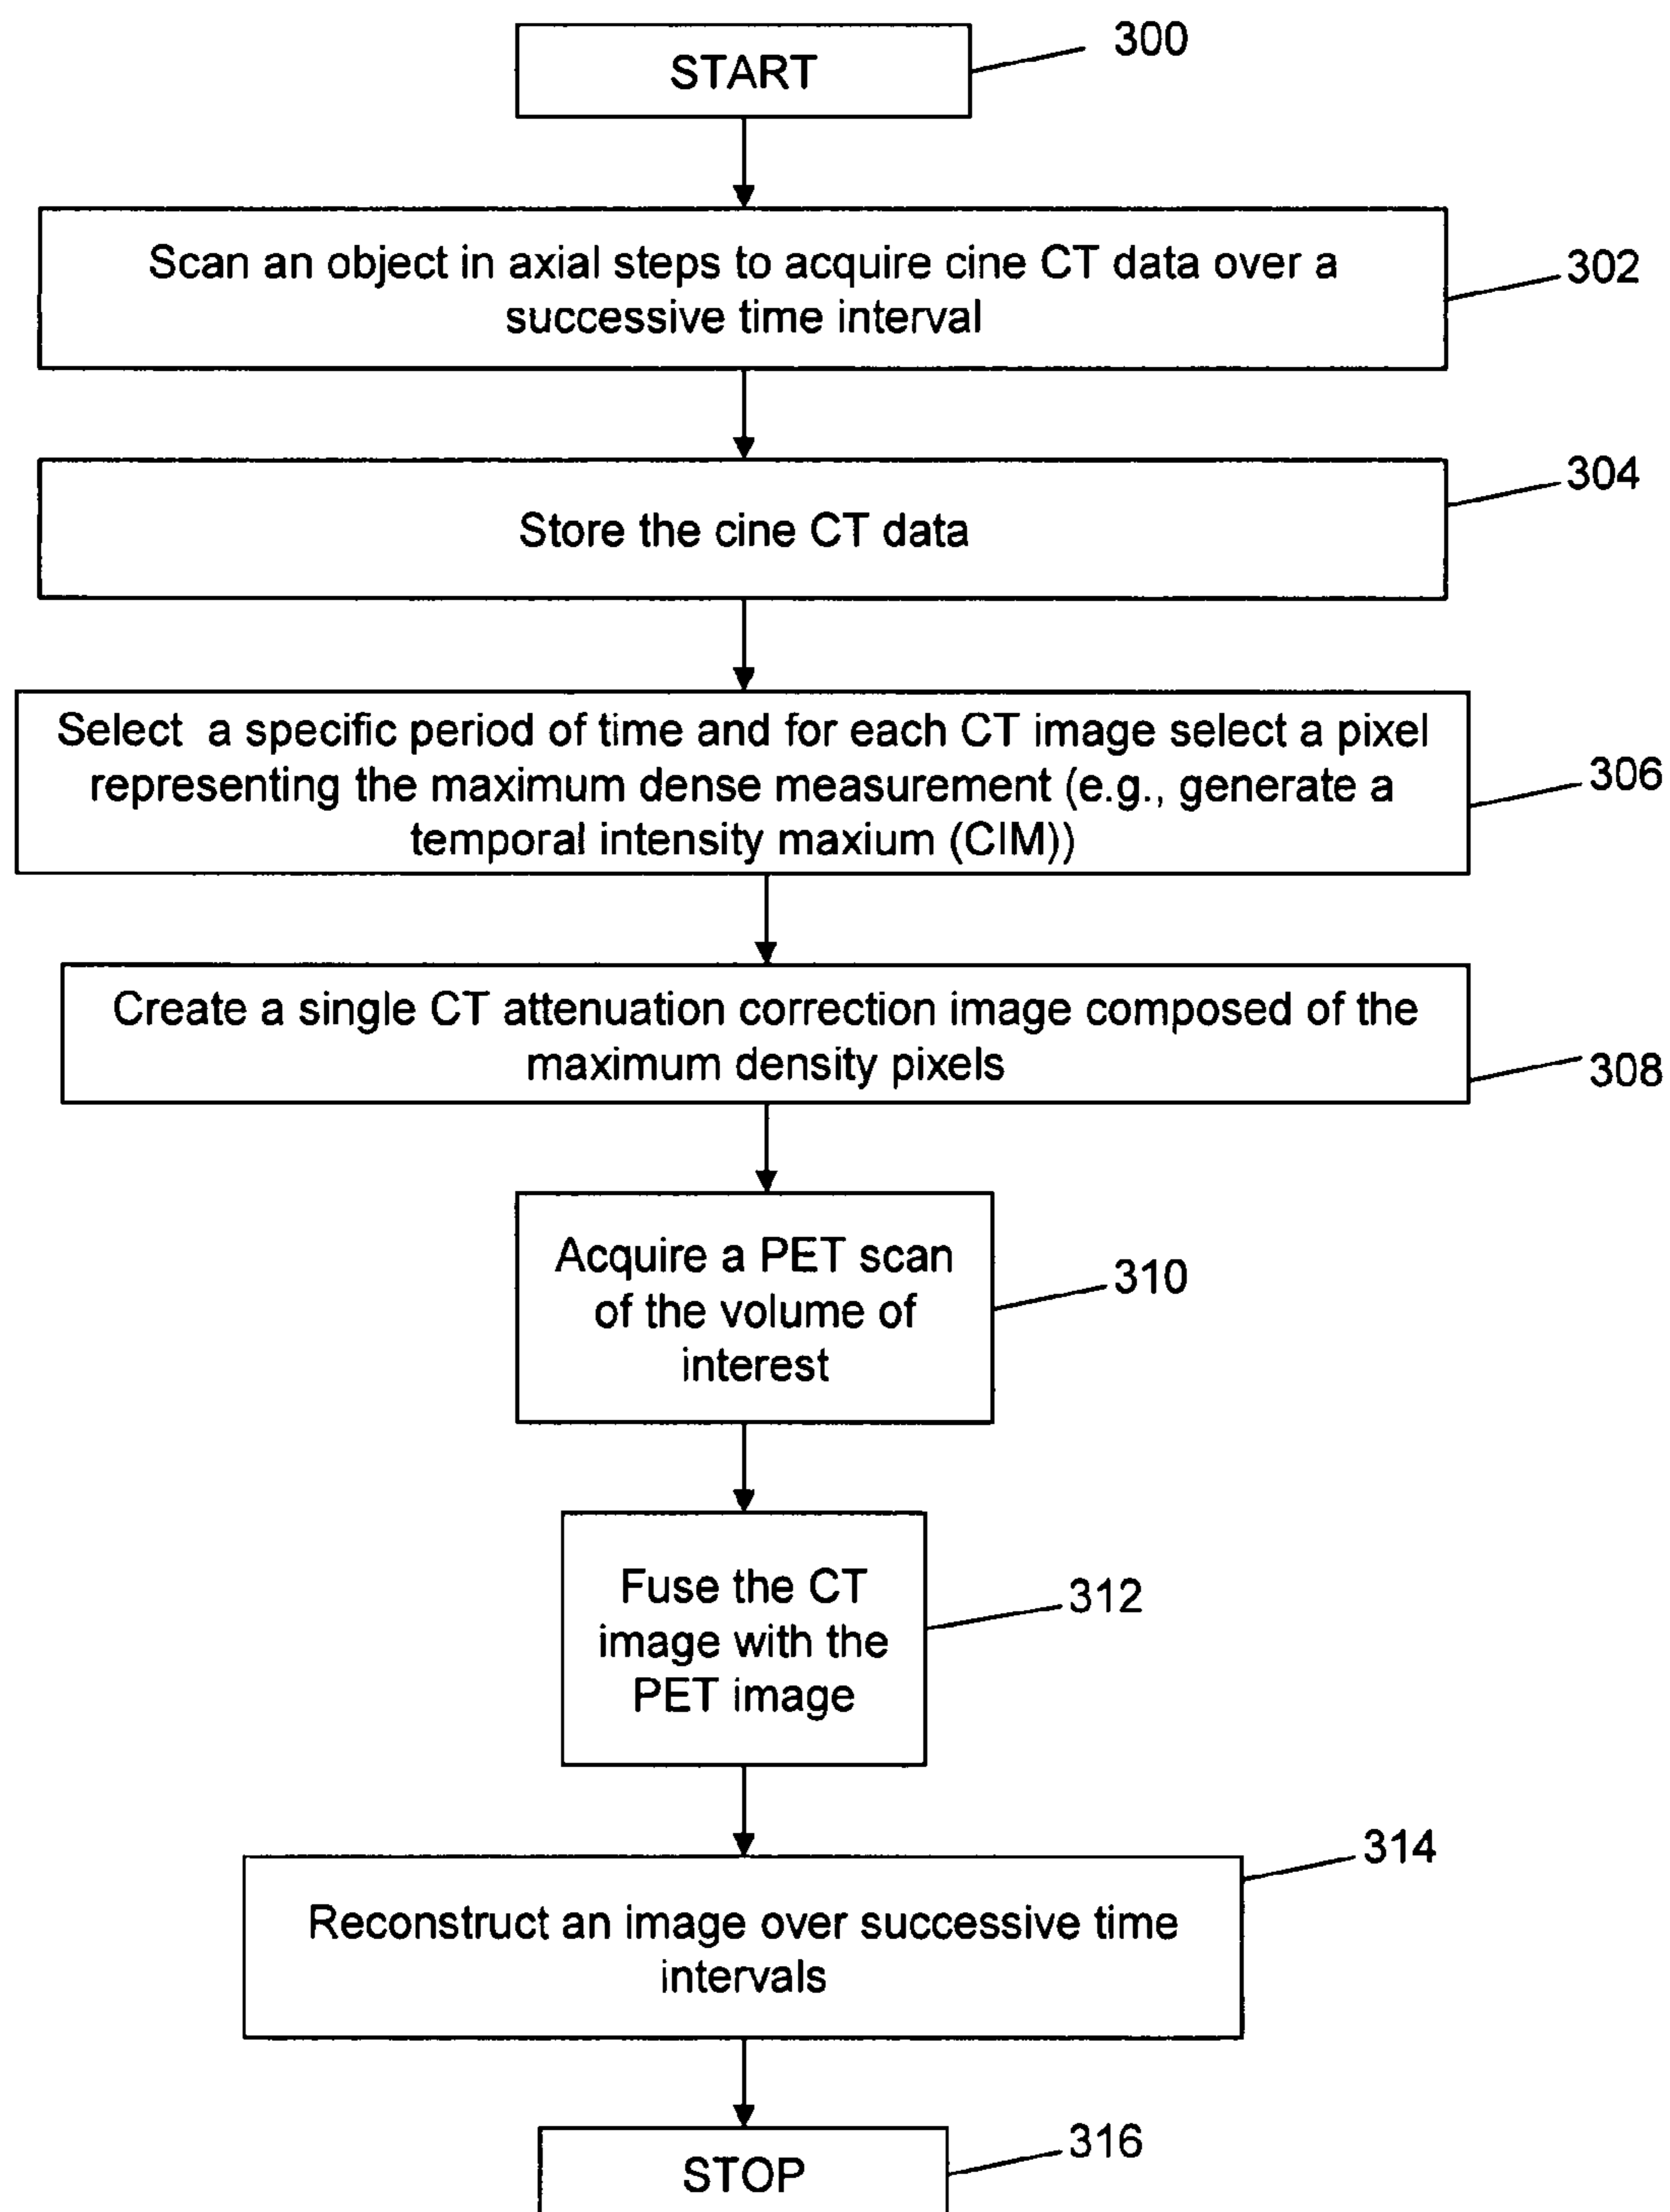 START
300
Scan an object in axial steps to acquire cine CT data over a
successive time interval
302
Store the cine CT data
304
Select a specific period of time and for each CT image select a pixel
representing the maximum dense measurement (e.g., generate a
temporal intensity maxium (CIM))
306
Create a single CT attenuation correction image composed of the
maximum density pixels
308
Acquire a PET scan
of the volume of
interest
310
Fuse the CT
image with the
PET image
312
Reconstruct an image over successive time
intervals
314
STOP
316